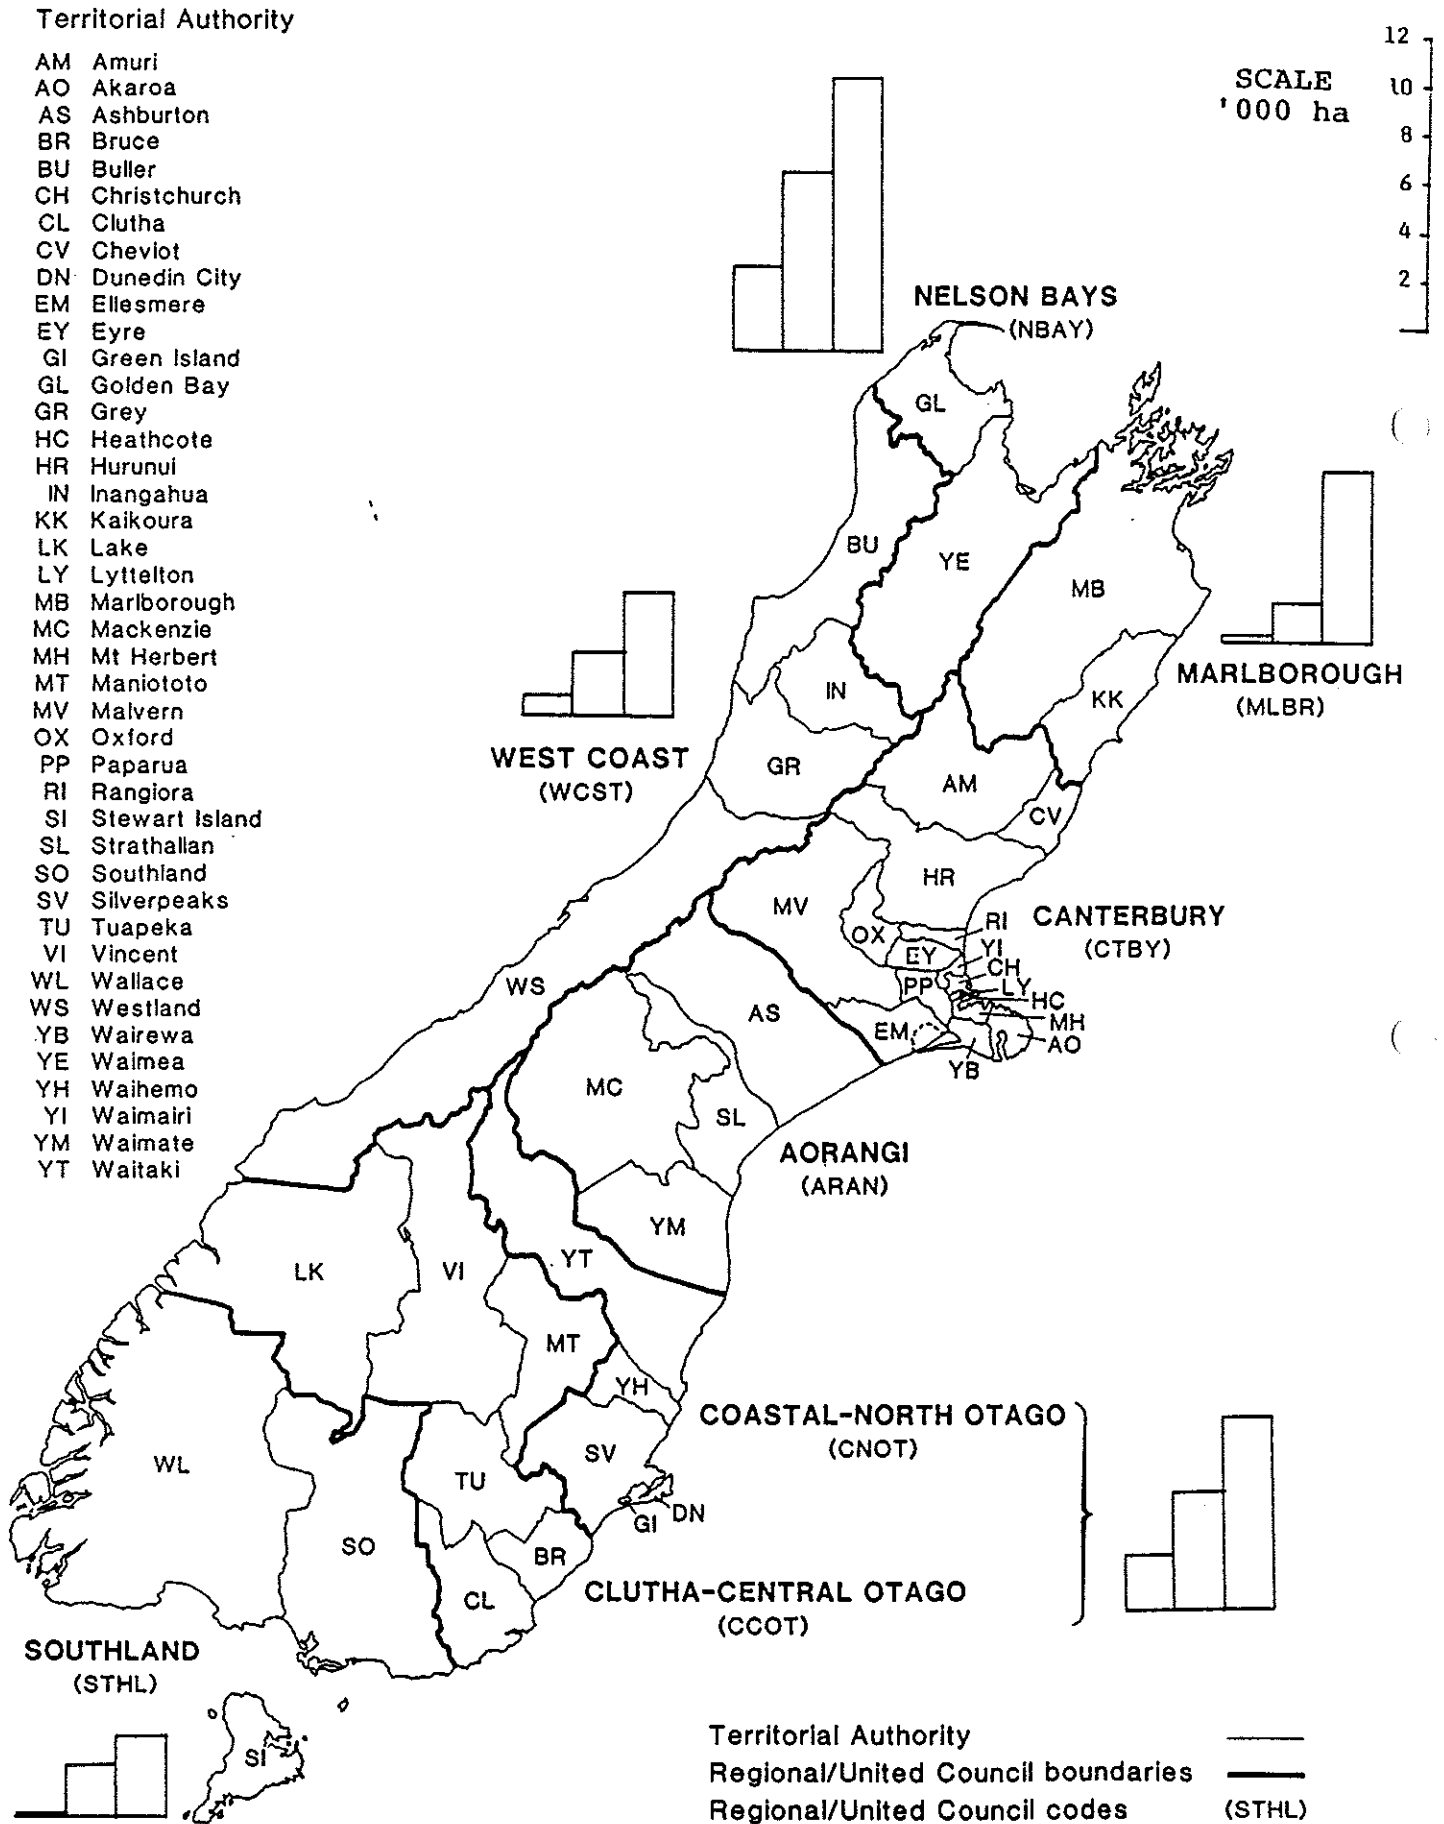 Territorial Authority
AM Amuri
AO Akaroa
AS Ashburton
BR Bruce
BU Buller
CH Christchurch
CL Clutha
CV Cheviot
DN Dunedin City
EM Ellesmere
EY Eyre
GI Green Island
GL Golden Bay
GR Grey
HC Heathcote
HR Hurunui
IN Inangahua
KK Kaikoura
LK Lake
LY Lyttelton
MB Marlborough
MC Mackenzie
MH Mt Herbert
MT Maniototo
MV Malvern
OX Oxford
PP Paparua
RI Rangiora
SI Stewart Island
SL Strathallan
SO Southland
SV Silverpeaks
TU Tuapeka
VI Vincent
WL Wallace
WS Westland
YB Wairewa
YE Waimea
YH Waihemo
YI Waimairi
YM Waimate
YT Waitaki
SCALE
'000 ha
12
10
8
6
4
2
NELSON BAYS
(NBAY)
GL
BU
YE
MB
IN
KK
MARLBOROUGH
(MLBR)
WEST COAST
(WCST)
GR
AM
CV
HR
MV
CANTERBURY
(CTBY)
RI
OX
EY
YI
CH
PP
LY
HC
MH
AO
YB
EM
WS
AS
MC
SL
AORANGI
(ARAN)
YM
YT
LK
VI
MT
YH
COASTAL-NORTH OTAGO
(CNOT)
SV
WL
TU
DN
GI
SO
BR
CL
CLUTHA-CENTRAL OTAGO
(CCOT)
SOUTHLAND
(STHL)
SI
Territorial Authority
Regional/United Council boundaries
Regional/United Council codes (STHL)